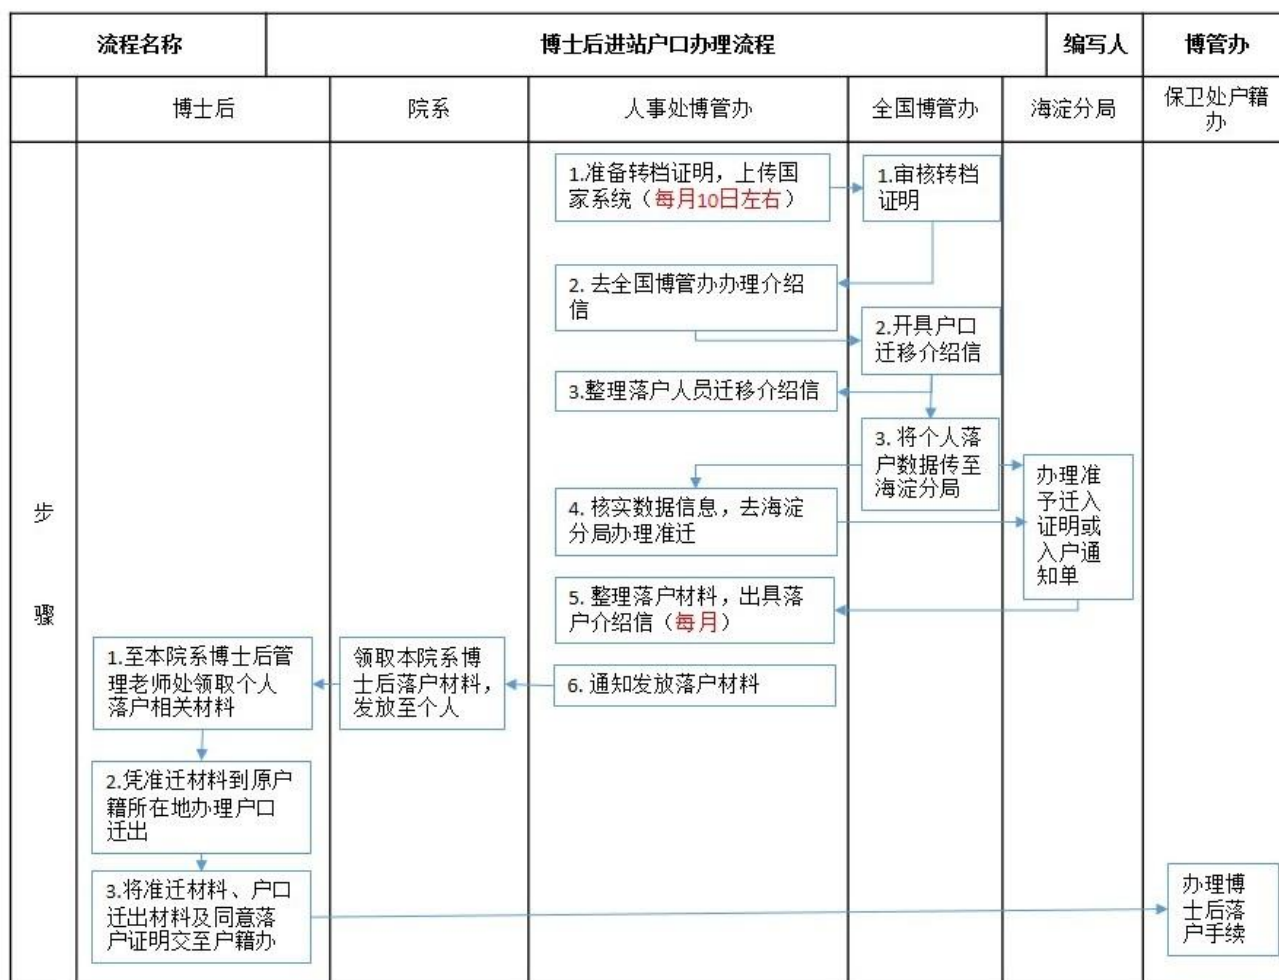 流程名称
博士后进站户口办理流程
编写人
博管办
博士后
院系
人事处博管办
全国博管办
海淀分局
保卫处户籍
办
步
骤
1.准备转档证明，上传国
家系统（每月10日左右）
1.审核转档
证明
2. 去全国博管办办理介绍
信
2.开具户口
迁移介绍信
3.整理落户人员迁移介绍信
3. 将个人落
户数据传至
海淀分局
办理准
予迁入
证明或
入户通
知单
4. 核实数据信息，去海淀
分局办理准迁
5. 整理落户材料，出具落
户介绍信（每月）
6. 通知发放落户材料
领取本院系博
士后落户材料，
发放至个人
1.至本院系博士后管
理老师处领取个人
落户相关材料
2.凭准迁材料到原户
籍所在地办理户口
迁出
3.将准迁材料、户口
迁出材料及同意落
户证明交至户籍办
办理博
士后落
户手续